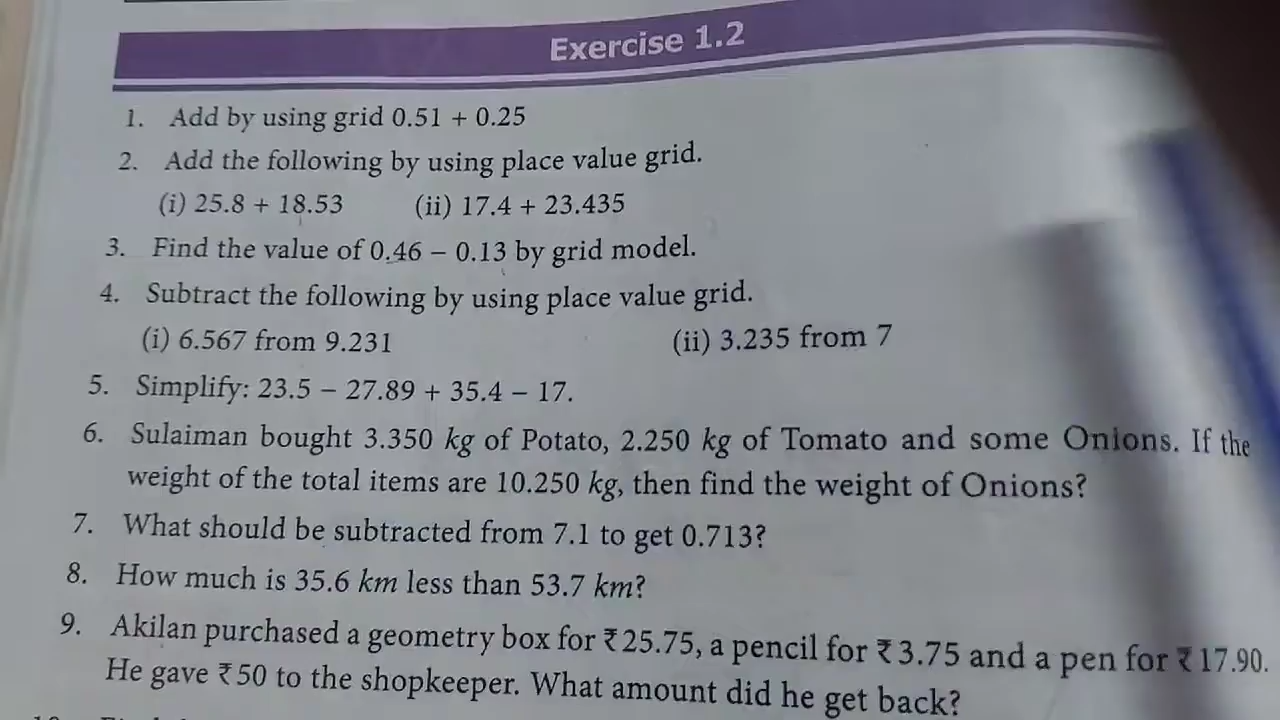 Exercise 1.2
1. Add by using grid 0.51 + 0.25
2. Add the following by using place value grid.
(i) 25.8 + 18.53 (ii) 17.4 + 23.435
3. Find the value of 0.46 – 0.13 by grid model.
4. Subtract the following by using place value grid.
(i) 6.567 from 9.231 (ii) 3.235 from 7
5. Simplify: 23.5 – 27.89 + 35.4 – 17.
6. Sulaiman bought 3.350 kg of Potato, 2.250 kg of Tomato and some Onions. If the
weight of the total items are 10.250 kg, then find the weight of Onions?
7. What should be subtracted from 7.1 to get 0.713?
8. How much is 35.6 km less than 53.7 km?
9. Akilan purchased a geometry box for ₹25.75, a pencil for ₹3.75 and a pen for ₹17.90.
He gave ₹50 to the shopkeeper. What amount did he get back?